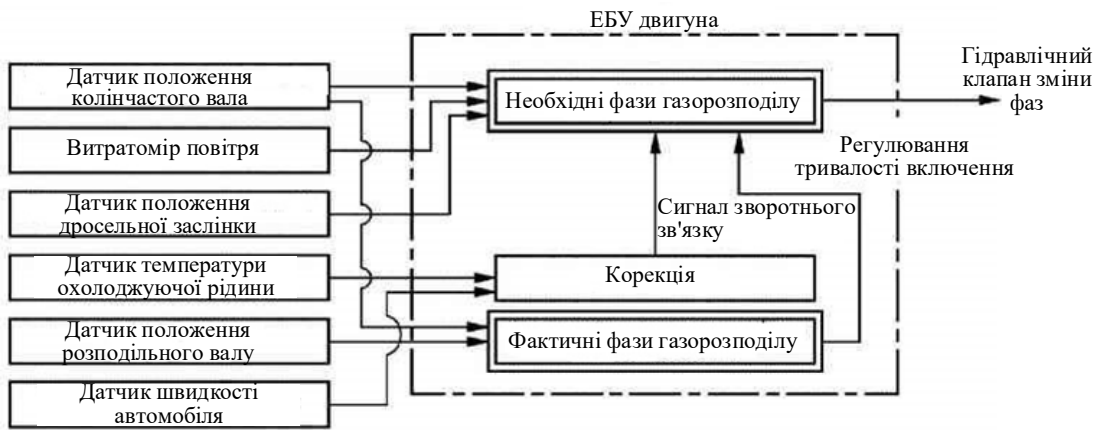 ЕБУ двигуна
Датчик положення
колінчастого вала
Витратомір повітря
Датчик положення
дросельної заслінки
Датчик температури
охолоджуючої рідини
Датчик положення
розподільного валу
Датчик швидкості
автомобіля
Необхідні фази газорозподілу
Сигнал зворотнього
зв'язку
Корекція
Фактичні фази газорозподілу
Гідравлічний
клапан зміни
фаз
Регулювання
тривалості включення